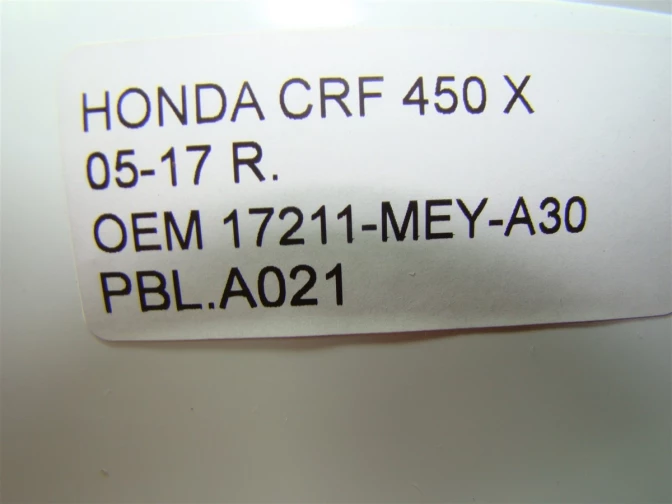 HONDA CRF 450 X
05-17 R.
OEM 17211-MEY-A30
PBL.A021